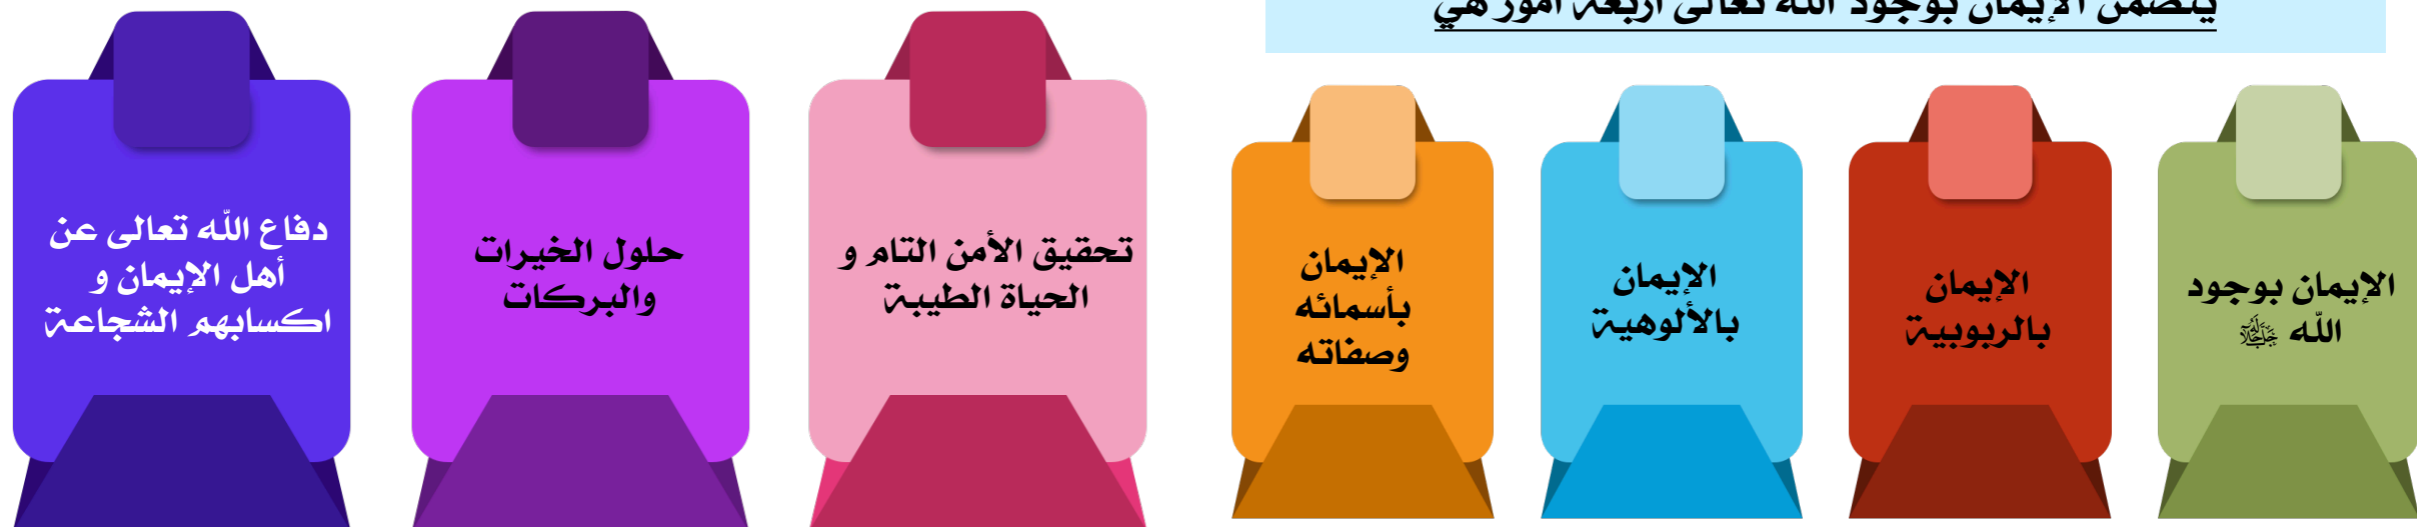 يتضمن الإيمان بوجود الله تعالى أربعة أمور هي
الإيمان بوجود
الله ﷻ
الإيمان
بالربوبية
الإيمان
بالألوهية
الإيمان
بأسمائه
وصفاته
تحقيق الأمن التام و
الحياة الطيبة
حلول الخيرات
والبركات
دفاع الله تعالى عن
أهل الإيمان و
اكسابهم الشجاعة